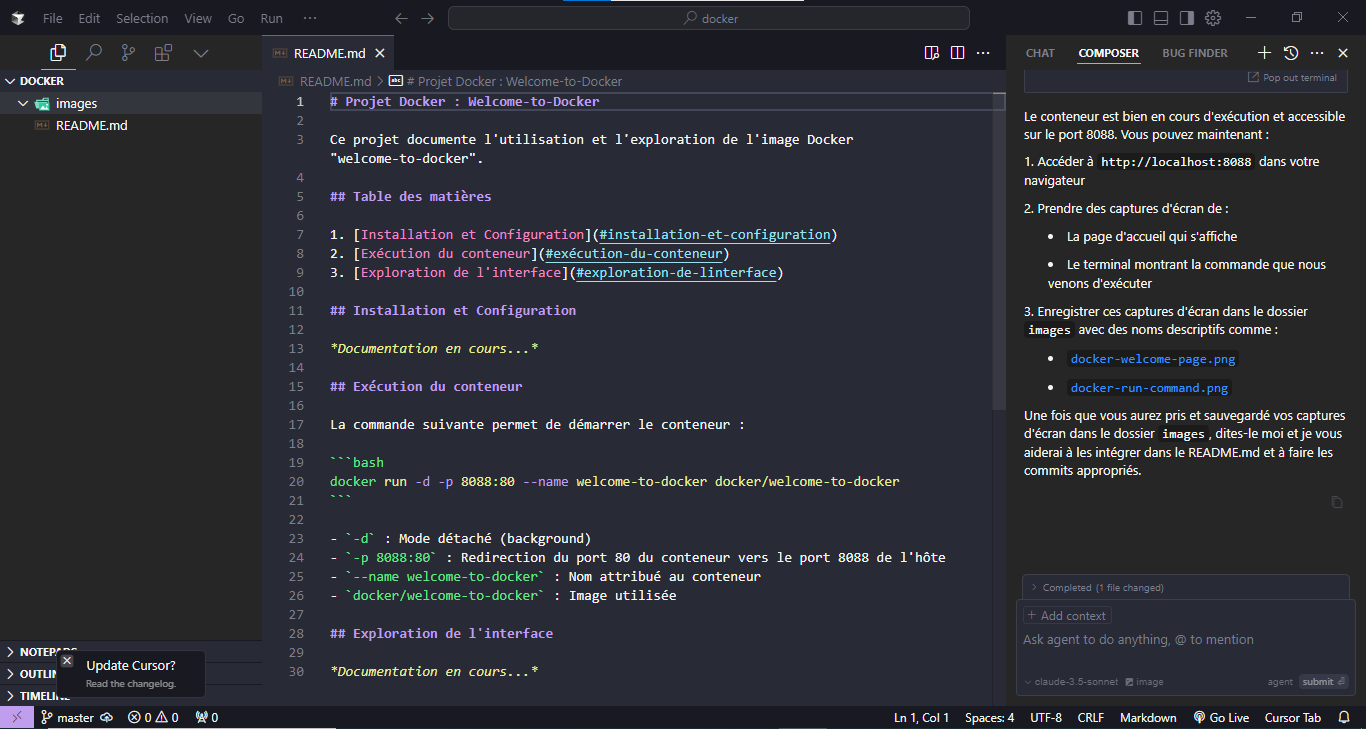 File Edit Selection View Go Run ··· docker
README.md
CHAT COMPOSER BUG FINDER
DOCKER
images
README.md
README.md > # Projet Docker : Welcome-to-Docker
1 # Projet Docker : Welcome-to-Docker
2
3 Ce projet documente l'utilisation et l'exploration de l'image Docker
"welcome-to-docker".
4
5 ## Table des matières
6
7 1. [Installation et Configuration](#installation-et-configuration)
8 2. [Exécution du conteneur](#exécution-du-conteneur)
9 3. [Exploration de l'interface](#exploration-de-linterface)
10
11 ## Installation et Configuration
12
13 *Documentation en cours...*
14
15 ## Exécution du conteneur
16
17 La commande suivante permet de démarrer le conteneur :
18
19 ```bash
20 docker run -d -p 8088:80 --name welcome-to-docker docker/welcome-to-docker
21 ```
22
23 - `-d` : Mode détaché (background)
24 - `-p 8088:80` : Redirection du port 80 du conteneur vers le port 8088 de l'hôte
25 - `--name welcome-to-docker` : Nom attribué au conteneur
26 - `docker/welcome-to-docker` : Image utilisée
27
28 ## Exploration de l'interface
29
30 *Documentation en cours...*
Pop out terminal
Le conteneur est bien en cours d'exécution et accessible
sur le port 8088. Vous pouvez maintenant :
1. Accéder à http://localhost:8088 dans votre
navigateur
2. Prendre des captures d'écran de :
• La page d'accueil qui s'affiche
• Le terminal montrant la commande que nous
venons d'exécuter
3. Enregistrer ces captures d'écran dans le dossier
images avec des noms descriptifs comme :
• docker-welcome-page.png
• docker-run-command.png
Une fois que vous aurez pris et sauvegardé vos captures
d'écran dans le dossier images, dites-le moi et je vous
aiderai à les intégrer dans le README.md et à faire les
commits appropriés.
Completed (1 file changed)
+ Add context
Ask agent to do anything, @ to mention
claude-3.5-sonnet image agent submit
NOTEPADS
OUTLIN
TIMELINE
Update Cursor?
Read the changelog.
master 0 0 0 Ln 1, Col 1 Spaces: 4 UTF-8 CRLF Markdown Go Live Cursor Tab